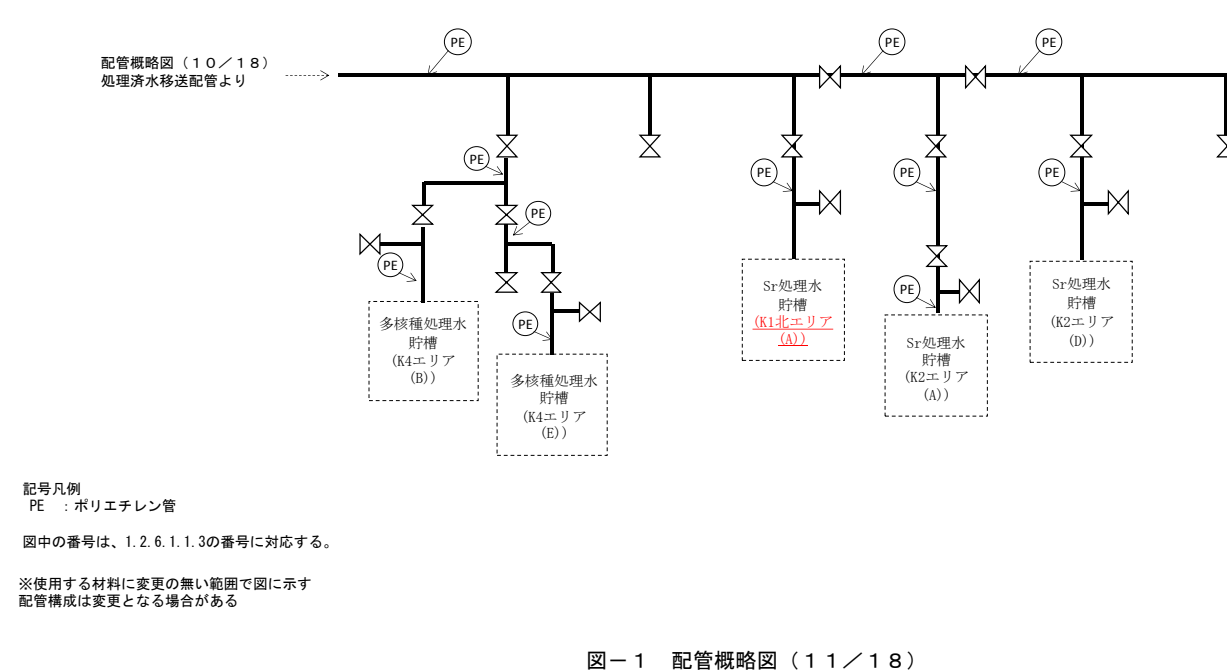 PE
PE
PE
配管概略図（１０／１８）
処理済水移送配管より
PE
PE
PE
PE
PE
PE
PE
PE
PE
Sr処理水
貯槽
(K1北エリア
(A))
Sr処理水
貯槽
(K2エリア
(D))
多核種処理水
貯槽
(K4エリア
(B))
Sr処理水
貯槽
(K2エリア
(A))
多核種処理水
貯槽
(K4エリア
(E))
記号凡例
PE ：ポリエチレン管
図中の番号は、1.2.6.1.1.3の番号に対応する。
※使用する材料に変更の無い範囲で図に示す
配管構成は変更となる場合がある
図－１　配管概略図（１１／１８）